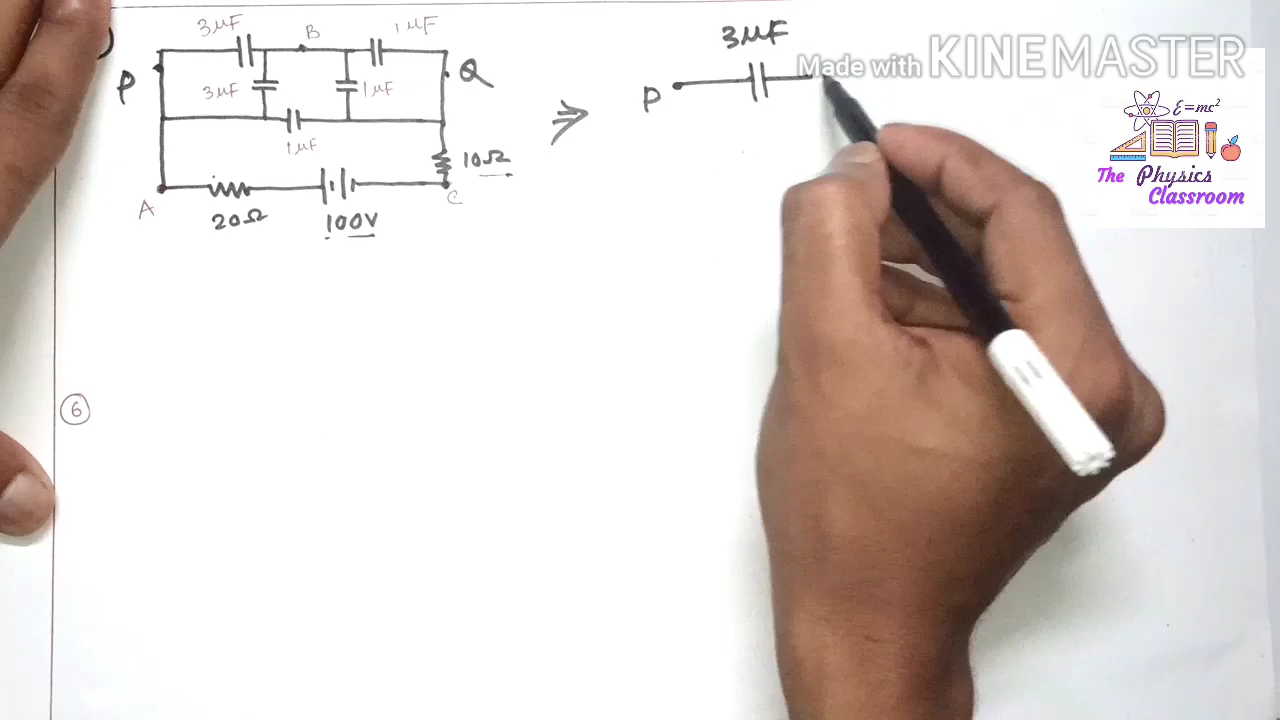 3μF
B
1μF
P
Q
3μF
1μF
1μF
10Ω
A
20Ω
100V
C
3μF
P
Made with KINEMASTER
E=mc²
The Physics
Classroom
6